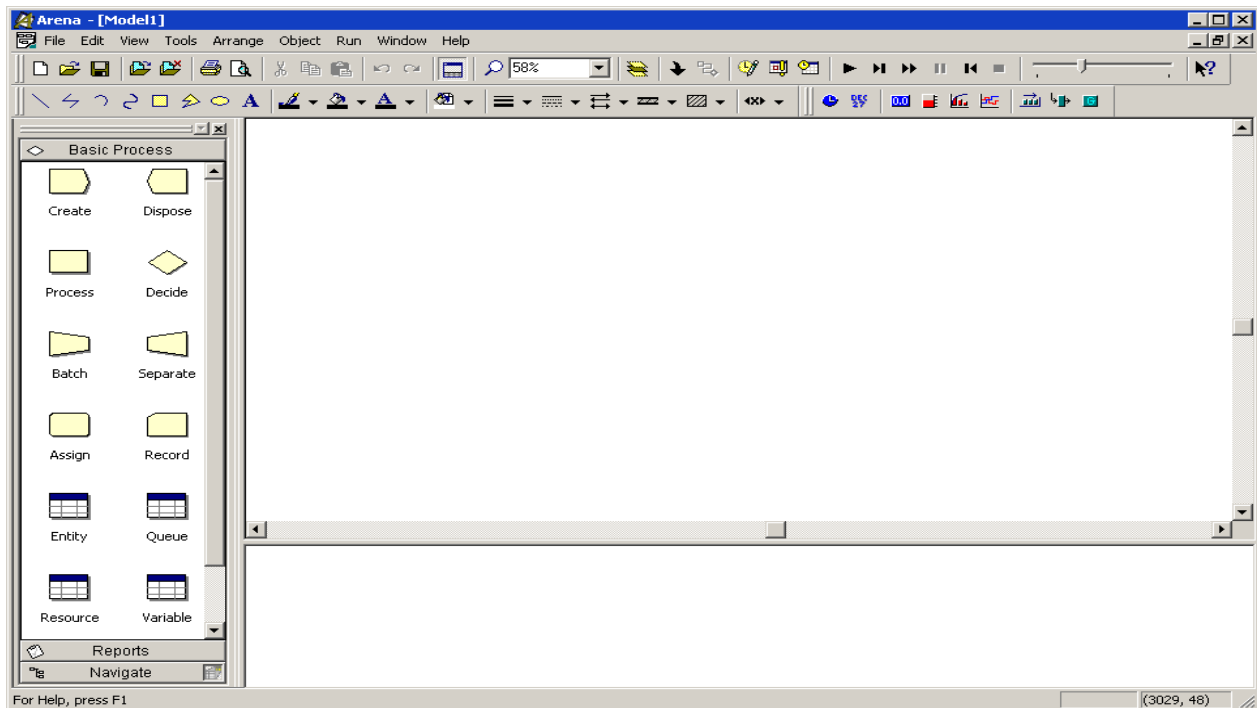 Arena - [Model1]
File Edit View Tools Arrange Object Run Window Help
58%
Basic Process
Create Dispose
Process Decide
Batch Separate
Assign Record
Entity Queue
Resource Variable
Reports
Navigate
For Help, press F1 (3029, 48)